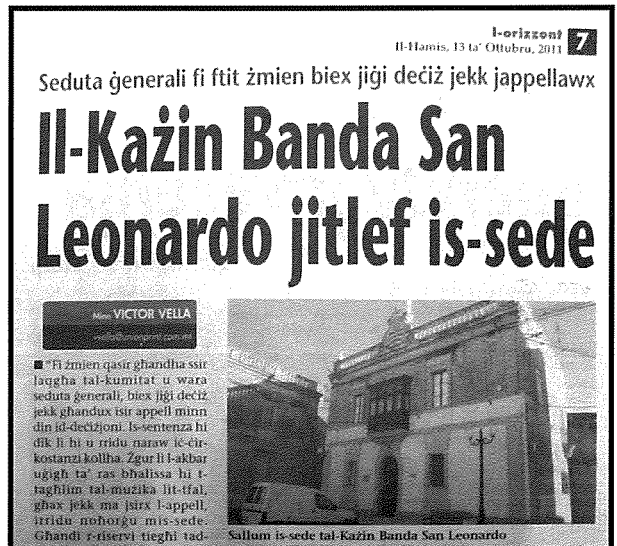 l-orizzont 7
Il-Ħamis, 13 ta' Ottubru, 2011
Seduta ġenerali fi ftit żmien biex jiġi deċiż jekk jappellawx
Il-Każin Banda San
Leonardo jitlef is-sede
Minn VICTOR VELLA
vvella@unionprint.com.mt
"Fi żmien qasir għandha ssir
laqgħa tal-kumitat u wara
seduta ġenerali, biex jiġi deċiż
jekk għandux isir appell minn
din id-deċiżjoni. Is-sentenza hi
dik li hi u rridu naraw iċ-ċir-
kostanzi kollha. Żgur li l-akbar
uġigħ ta' ras bħalissa hi t-
tagħlim tal-mużika lit-tfal,
għax jekk ma jsirx l-appell,
irridu noħorġu mis-sede.
Għandi r-riservi tiegħi tad-
Sallum is-sede tal-Każin Banda San Leonardo